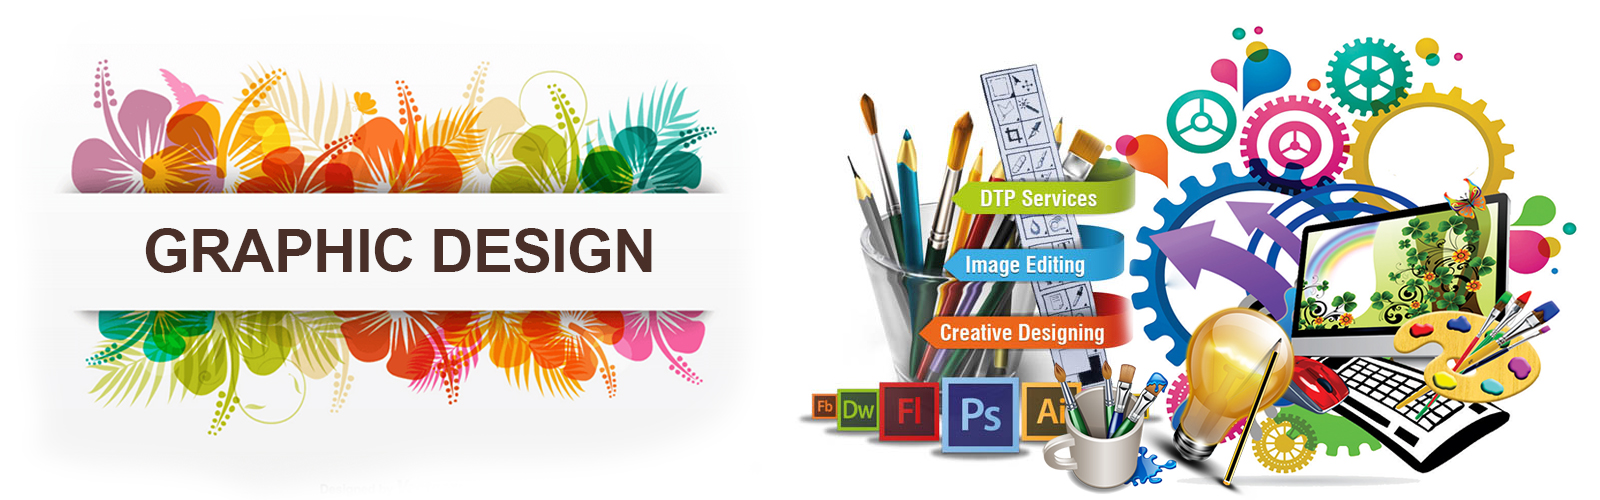 GRAPHIC DESIGN
DTP Services
Image Editing
Creative Designing
Fb
Dw
Fl
Ps
Ai